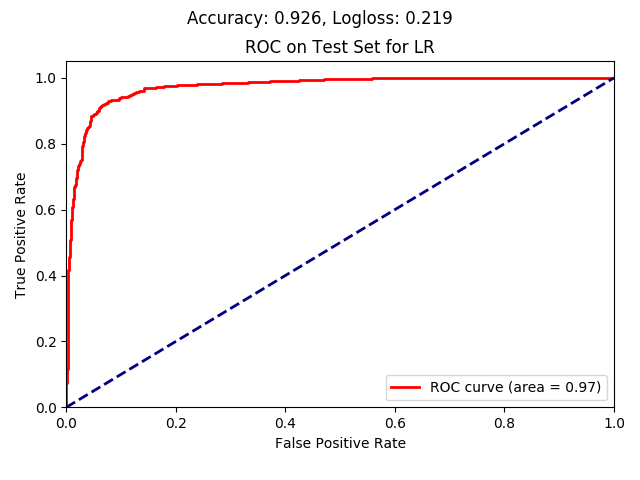 Accuracy: 0.926, Logloss: 0.219
ROC on Test Set for LR
True Positive Rate
1.0
0.8
0.6
0.4
0.2
0.0
ROC curve (area = 0.97)
0.0 0.2 0.4 0.6 0.8 1.0
False Positive Rate